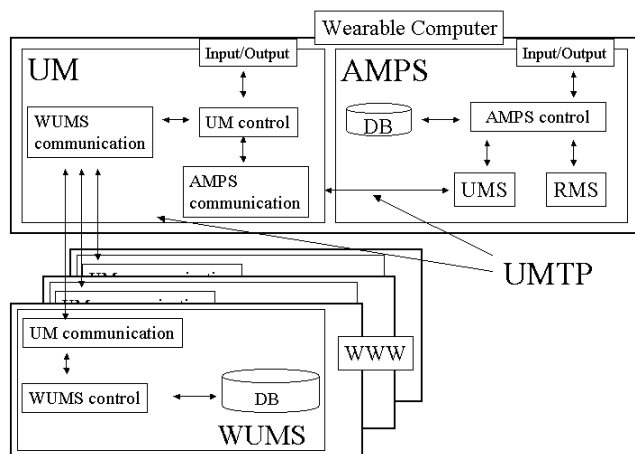 Wearable Computer
Input/Output
Input/Output
UM
AMPS
WUMS
communication
UM control
DB
AMPS control
AMPS
communication
UMS
RMS
UMTP
UM communication
WWW
WUMS control
DB
WUMS